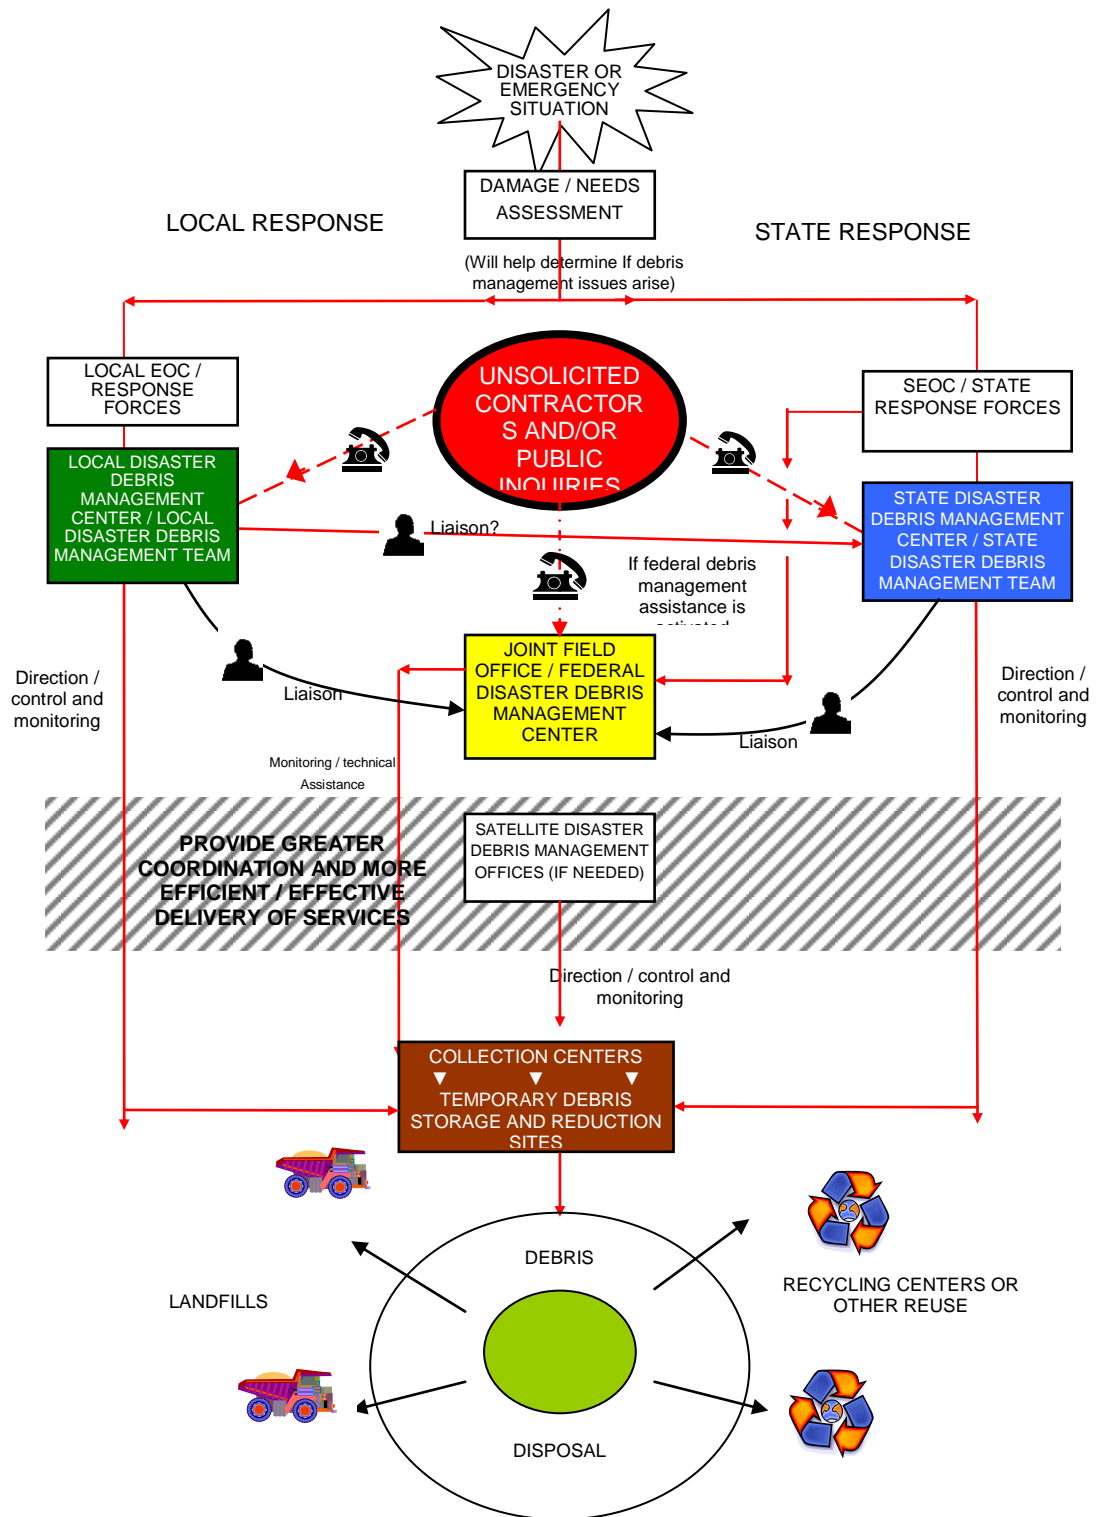 DISASTER OR
EMERGENCY
SITUATION
DAMAGE / NEEDS
ASSESSMENT
LOCAL RESPONSE
STATE RESPONSE
(Will help determine If debris
management issues arise)
LOCAL EOC /
RESPONSE
FORCES
UNSOLICITED
CONTRACTOR
S AND/OR
PUBLIC
INQUIRIES
SEOC / STATE
RESPONSE FORCES
LOCAL DISASTER
DEBRIS
MANAGEMENT
CENTER / LOCAL
DISASTER DEBRIS
MANAGEMENT TEAM
STATE DISASTER
DEBRIS MANAGEMENT
CENTER / STATE
DISASTER DEBRIS
MANAGEMENT TEAM
Liaison?
If federal debris
management
assistance is
activated
JOINT FIELD
OFFICE / FEDERAL
DISASTER DEBRIS
MANAGEMENT
CENTER
Direction /
control and
monitoring
Liaison
Liaison
Direction /
control and
monitoring
Monitoring / technical
Assistance
PROVIDE GREATER
COORDINATION AND MORE
EFFICIENT / EFFECTIVE
DELIVERY OF SERVICES
SATELLITE DISASTER
DEBRIS MANAGEMENT
OFFICES (IF NEEDED)
Direction / control and
monitoring
COLLECTION CENTERS
TEMPORARY DEBRIS
STORAGE AND REDUCTION
SITES
DEBRIS
LANDFILLS
RECYCLING CENTERS OR
OTHER REUSE
DISPOSAL